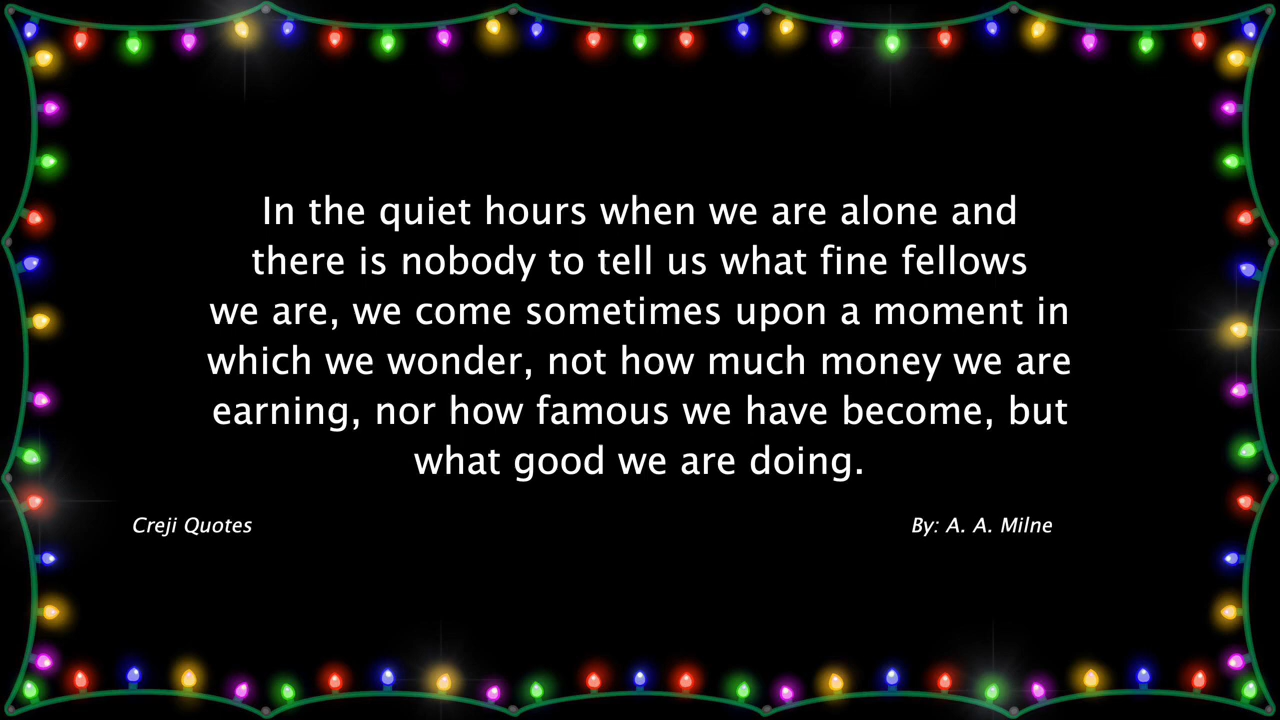 In the quiet hours when we are alone and
there is nobody to tell us what fine fellows
we are, we come sometimes upon a moment in
which we wonder, not how much money we are
earning, nor how famous we have become, but
what good we are doing.
Creji Quotes
By: A. A. Milne